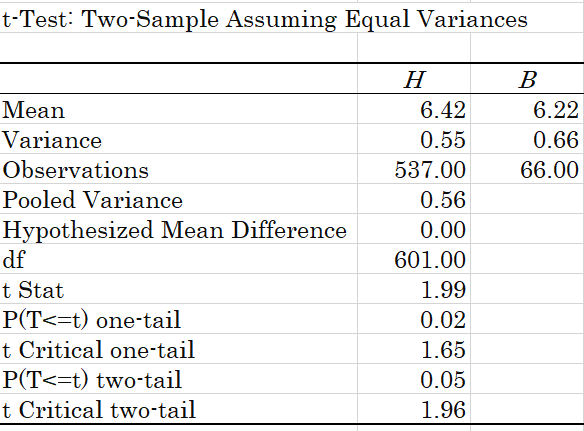 t-Test: Two-Sample Assuming Equal Variances
H B
Mean 6.42 6.22
Variance 0.55 0.66
Observations 537.00 66.00
Pooled Variance 0.56
Hypothesized Mean Difference 0.00
df 601.00
t Stat 1.99
P(T<=t) one-tail 0.02
t Critical one-tail 1.65
P(T<=t) two-tail 0.05
t Critical two-tail 1.96